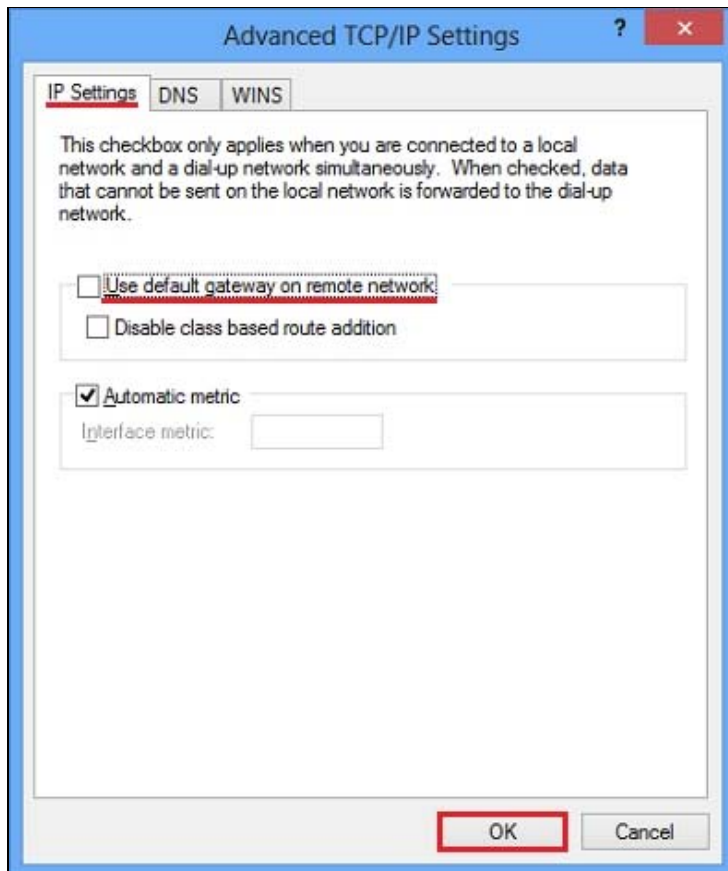 Advanced TCP/IP Settings
?
IP Settings
DNS
WINS
This checkbox only applies when you are connected to a local
network and a dial-up network simultaneously. When checked, data
that cannot be sent on the local network is forwarded to the dial-up
network.
Use default gateway on remote network
Disable class based route addition
Automatic metric
Interface metric:
OK
Cancel